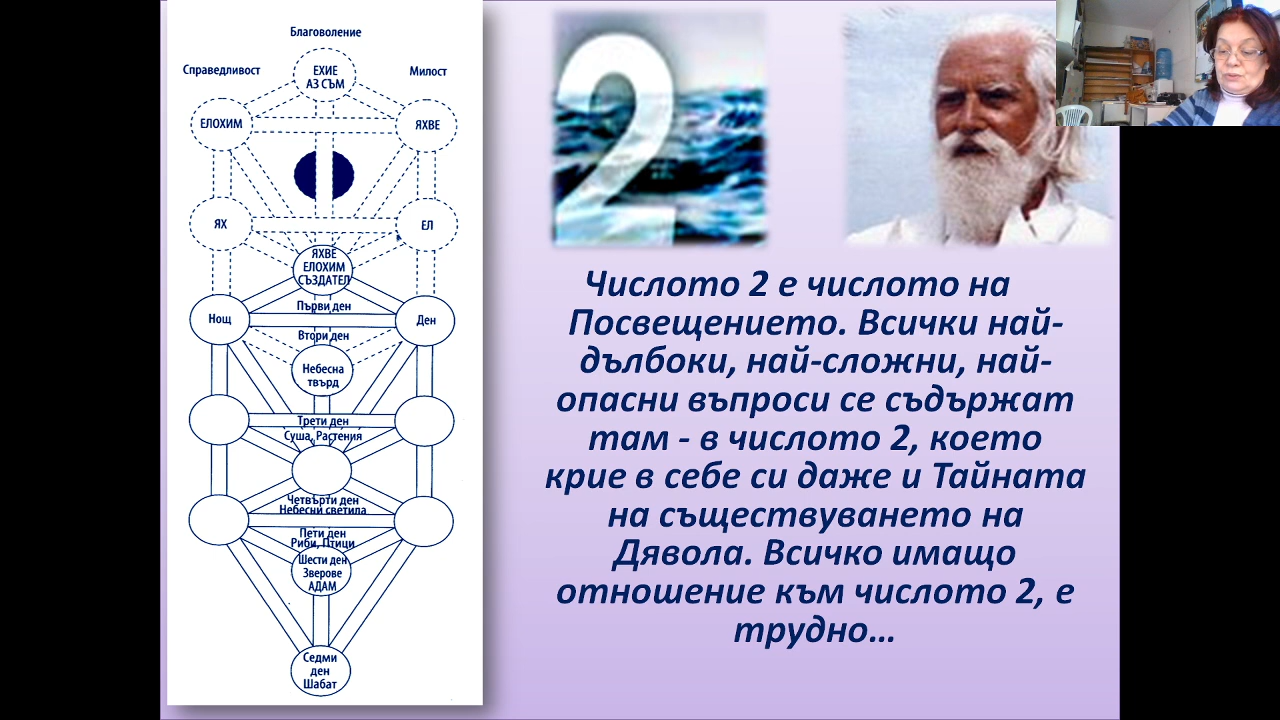 Благоволение
Справедливост
Милост
ЕХИЕ
АЗ СЪМ
ЕЛОХИМ
ЯХВЕ
ЯХ
ЕЛ
ЯХВЕ
ЕЛОХИМ
СЪЗДАТЕЛ
Първи ден
Нощ
Ден
Втори ден
Небесна
твърд
Трети ден
Суша, Растения
Четвърти ден
Небесни светила
Пети ден
Риби, Птици
Шести ден
Зверове
АДАМ
Седми
ден
Шабат
2
Числото 2 е числото на
Посвещението. Всички най-
дълбоки, най-сложни, най-
опасни въпроси се съдържат
там - в числото 2, което
крие в себе си даже и Тайната
на съществуването на
Дявола. Всичко имащо
отношение към числото 2, е
трудно…